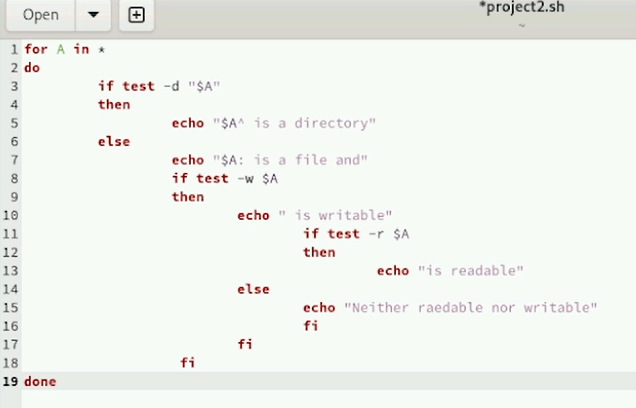 Open
*project2.sh
~
1 for A in *
2 do
3 if test -d "$A"
4 then
5 echo "$A^ is a directory"
6 else
7 echo "$A: is a file and"
8 if test -w $A
9 then
10 echo " is writable"
11 if test -r $A
12 then
13 echo "is readable"
14 else
15 echo "Neither raedable nor writable"
16 fi
17 fi
18 fi
19 done